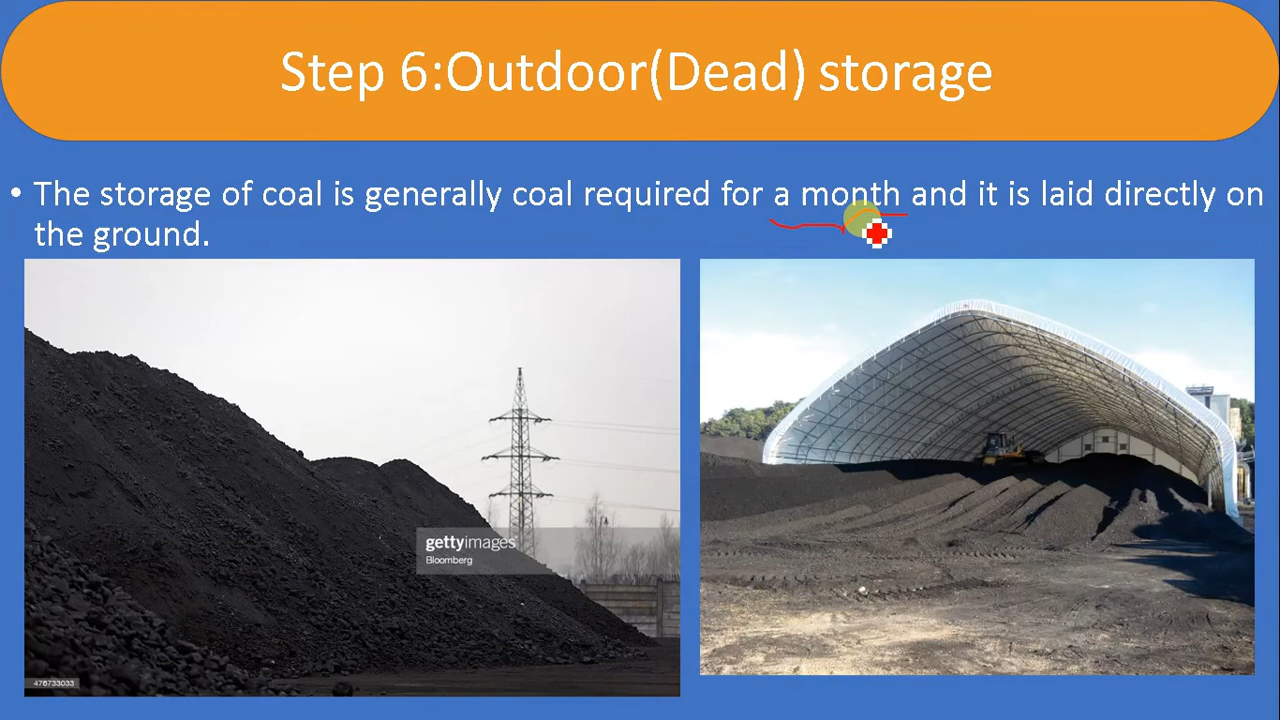 Step 6:Outdoor(Dead) storage
• The storage of coal is generally coal required for a month and it is laid directly on
the ground.
gettyimages
Bloomberg
476733033